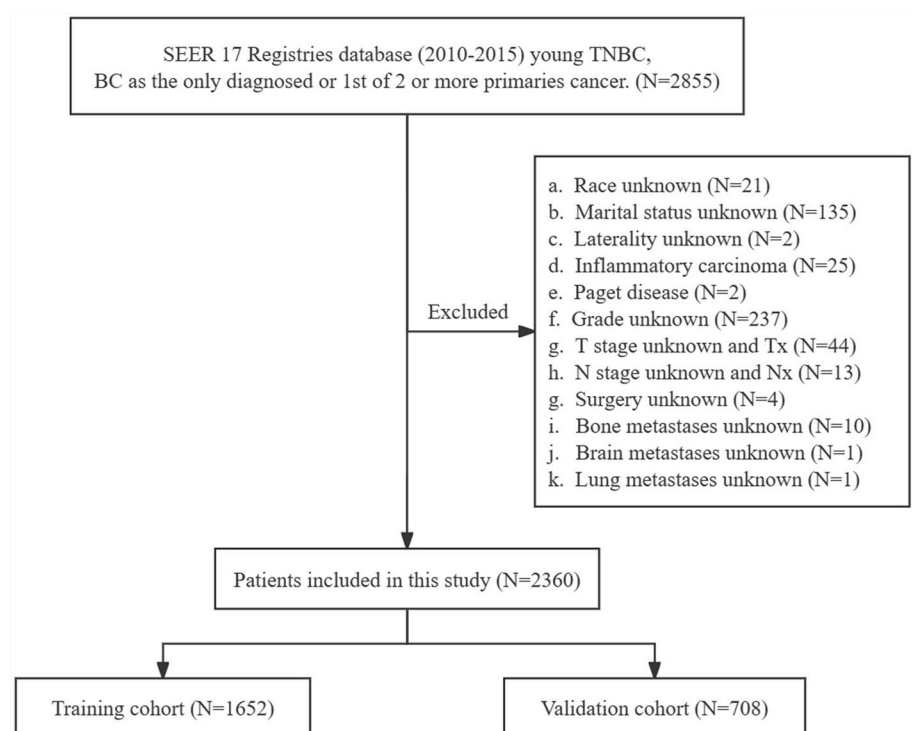 SEER 17 Registries database (2010-2015) young TNBC,
BC as the only diagnosed or 1st of 2 or more primaries cancer. (N=2855)
a. Race unknown (N=21)
b. Marital status unknown (N=135)
c. Laterality unknown (N=2)
d. Inflammatory carcinoma (N=25)
e. Paget disease (N=2)
f. Grade unknown (N=237)
g. T stage unknown and Tx (N=44)
h. N stage unknown and Nx (N=13)
g. Surgery unknown (N=4)
i. Bone metastases unknown (N=10)
j. Brain metastases unknown (N=1)
k. Lung metastases unknown (N=1)
Excluded
Patients included in this study (N=2360)
Training cohort (N=1652)
Validation cohort (N=708)